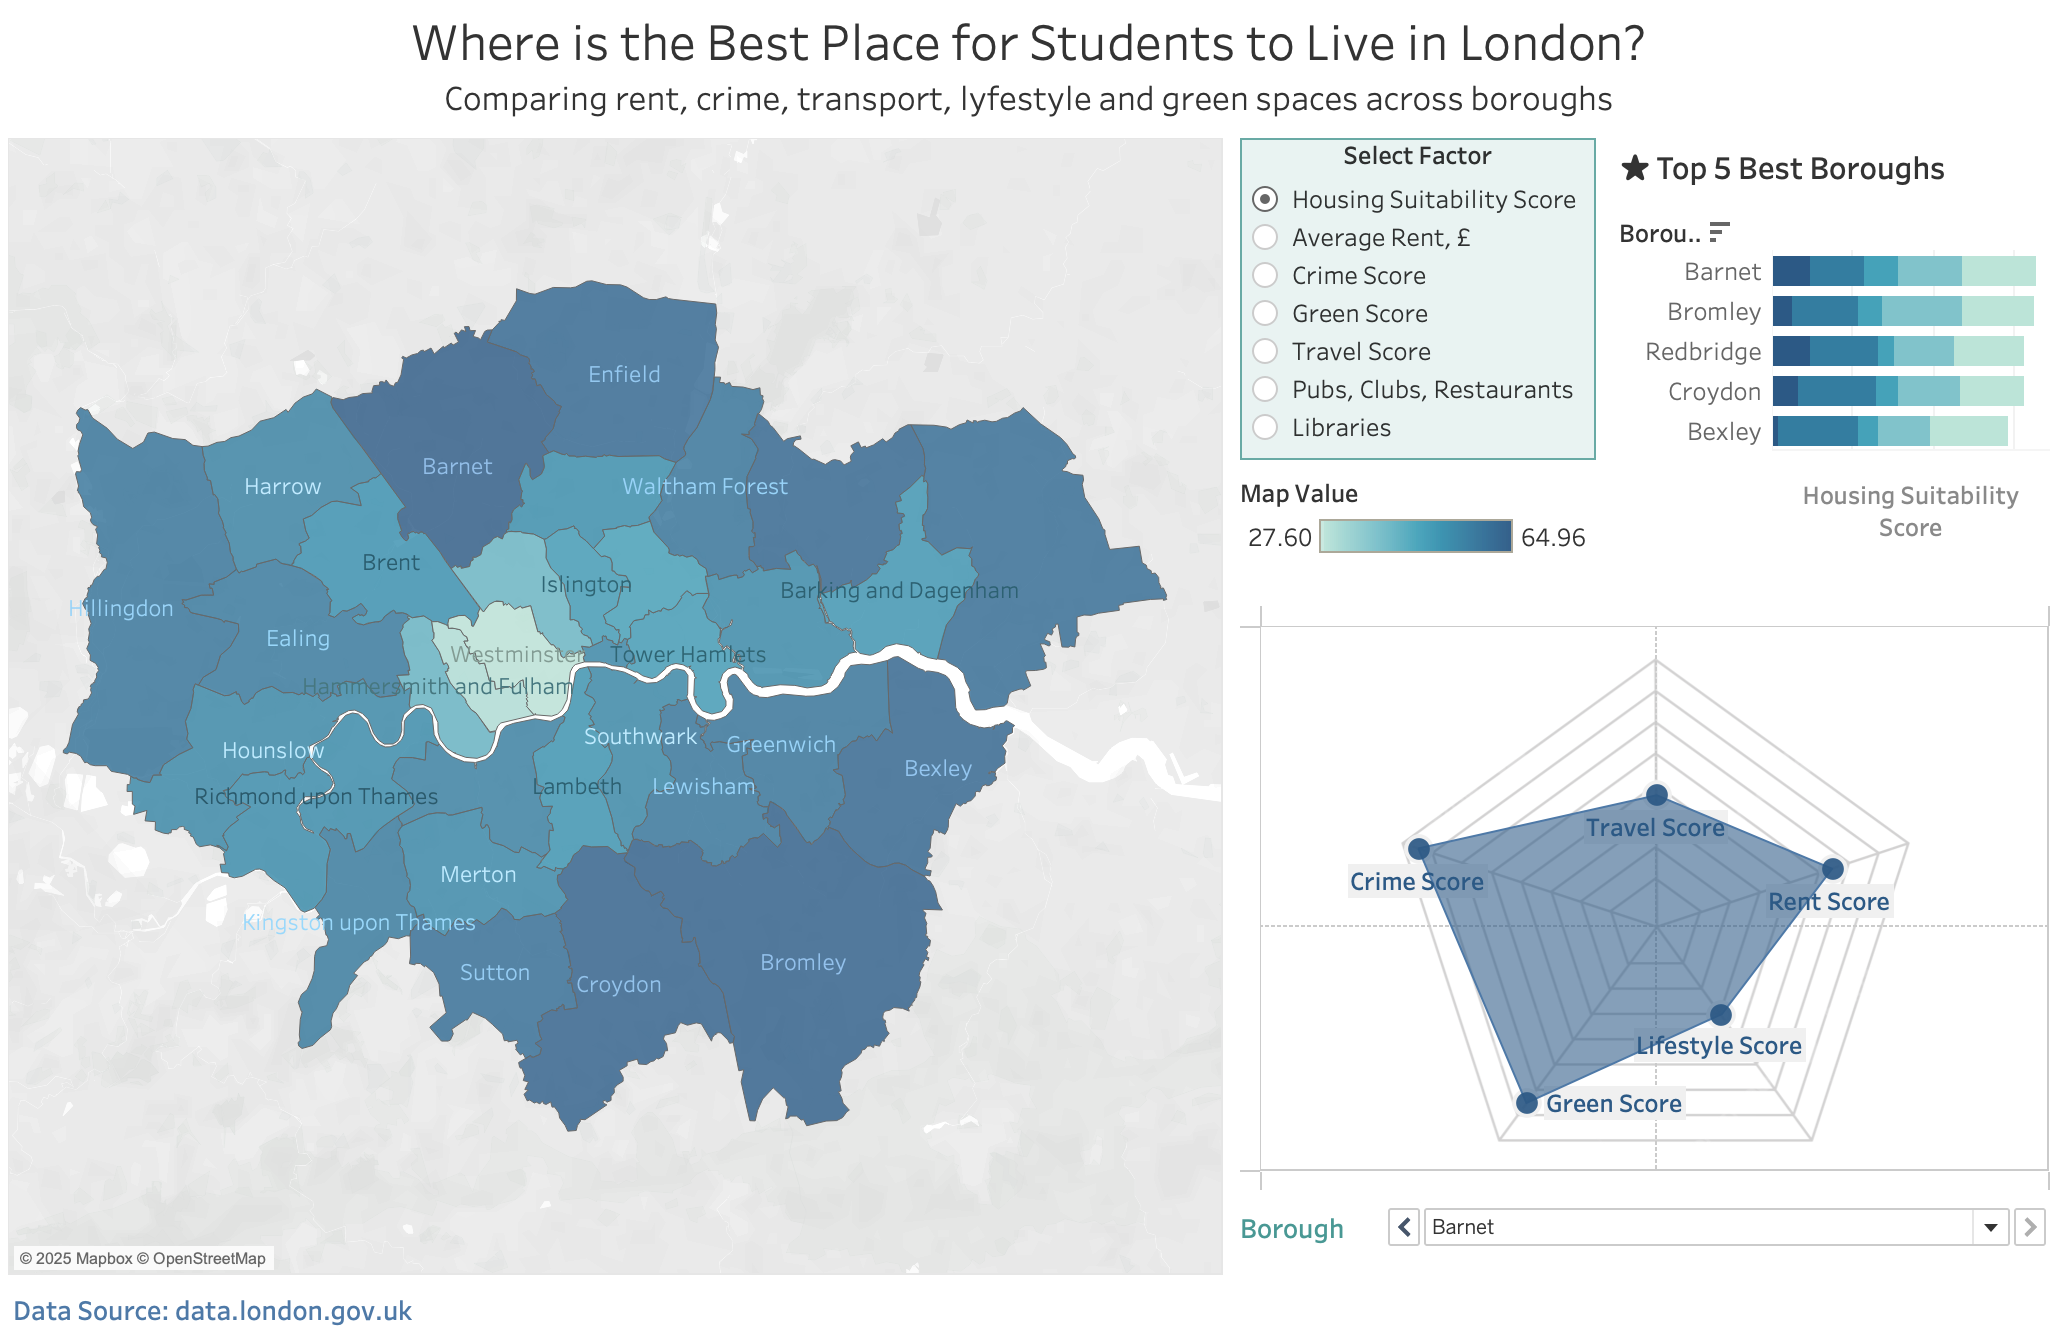 Where is the Best Place for Students to Live in London?
Comparing rent, crime, transport, lyfestyle and green spaces across boroughs
Enfield
Barnet
Harrow
Waltham Forest
Brent
Islington
Barking and Dagenham
Hillingdon
Ealing
Westminster
Tower Hamlets
Hammersmith and Fulham
Hounslow
Southwark
Greenwich
Bexley
Richmond upon Thames
Lambeth
Lewisham
Merton
Kingston upon Thames
Sutton
Croydon
Bromley
© 2025 Mapbox © OpenStreetMap
Select Factor
Housing Suitability Score
Average Rent, £
Crime Score
Green Score
Travel Score
Pubs, Clubs, Restaurants
Libraries
Map Value
27.60
64.96
★ Top 5 Best Boroughs
Borou..
Barnet
Bromley
Redbridge
Croydon
Bexley
Housing Suitability
Score
Travel Score
Crime Score
Rent Score
Lifestyle Score
Green Score
Borough
Barnet
Data Source: data.london.gov.uk